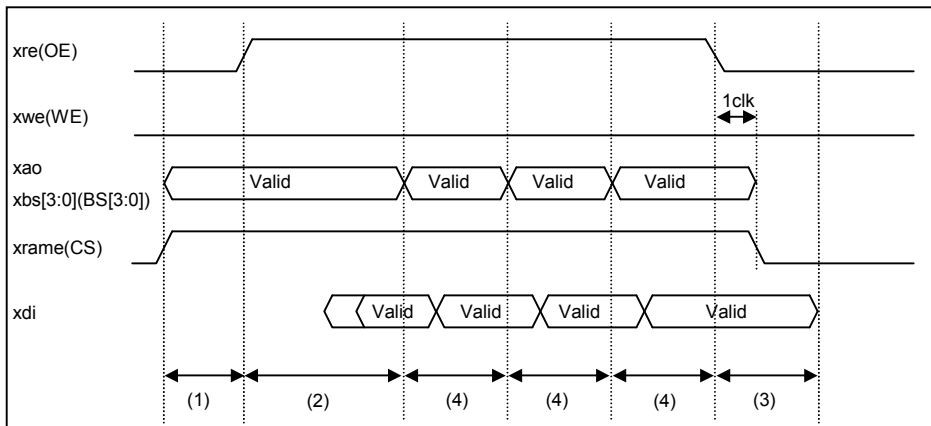 xre(OE)
1clk
xwe(WE)
xao
Valid Valid Valid Valid
xbs[3:0](BS[3:0])
xrame(CS)
xdi
Valid Valid Valid Valid
(1) (2) (4) (4) (4) (3)